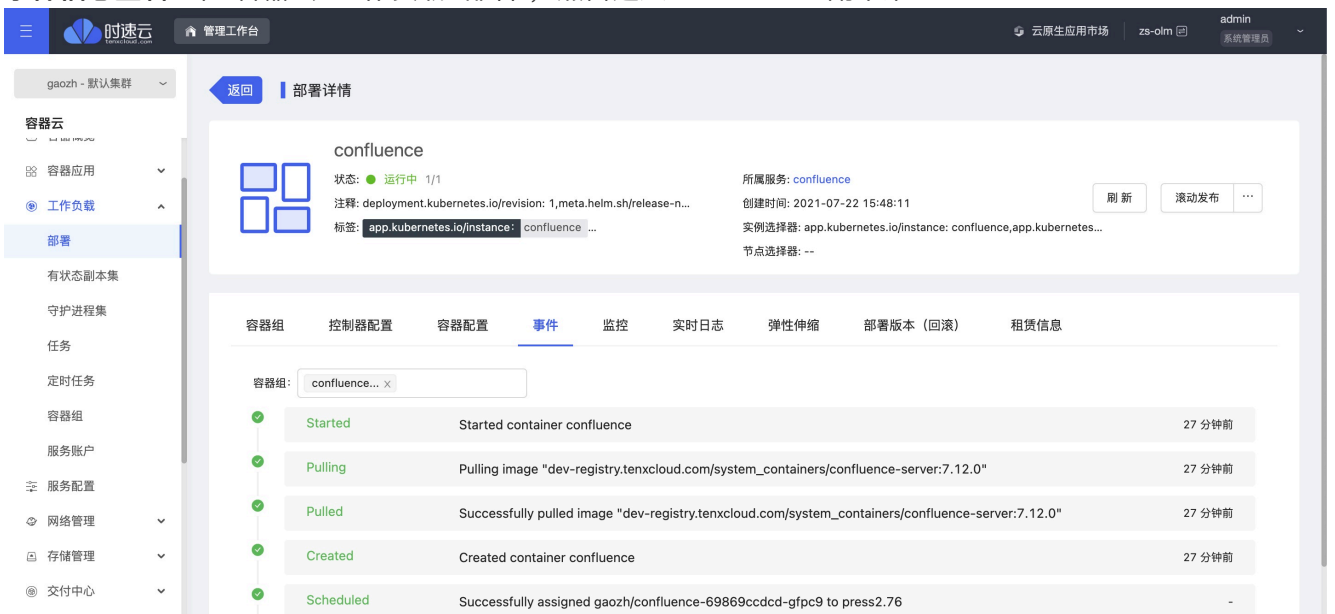 时速云
tenxcloud.com
管理工作台
云原生应用市场
zs-olm
admin
系统管理员
gaozh - 默认集群
容器云
容器应用
工作负载
部署
有状态副本集
守护进程集
任务
定时任务
容器组
服务账户
服务配置
网络管理
存储管理
交付中心
返回
部署详情
confluence
状态: 运行中 1/1
注释: deployment.kubernetes.io/revision: 1,meta.helm.sh/release-n...
标签: app.kubernetes.io/instance: confluence ...
所属服务: confluence
创建时间: 2021-07-22 15:48:11
实例选择器: app.kubernetes.io/instance: confluence,app.kubernetes...
节点选择器: --
刷 新
滚动发布 ···
容器组 控制器配置 容器配置 事件 监控 实时日志 弹性伸缩 部署版本（回滚） 租赁信息
容器组: confluence... ×
Started Started container confluence 27 分钟前
Pulling Pulling image "dev-registry.tenxcloud.com/system_containers/confluence-server:7.12.0" 27 分钟前
Pulled Successfully pulled image "dev-registry.tenxcloud.com/system_containers/confluence-server:7.12.0" 27 分钟前
Created Created container confluence 27 分钟前
Scheduled Successfully assigned gaozh/confluence-69869ccdcd-gfpc9 to press2.76 -